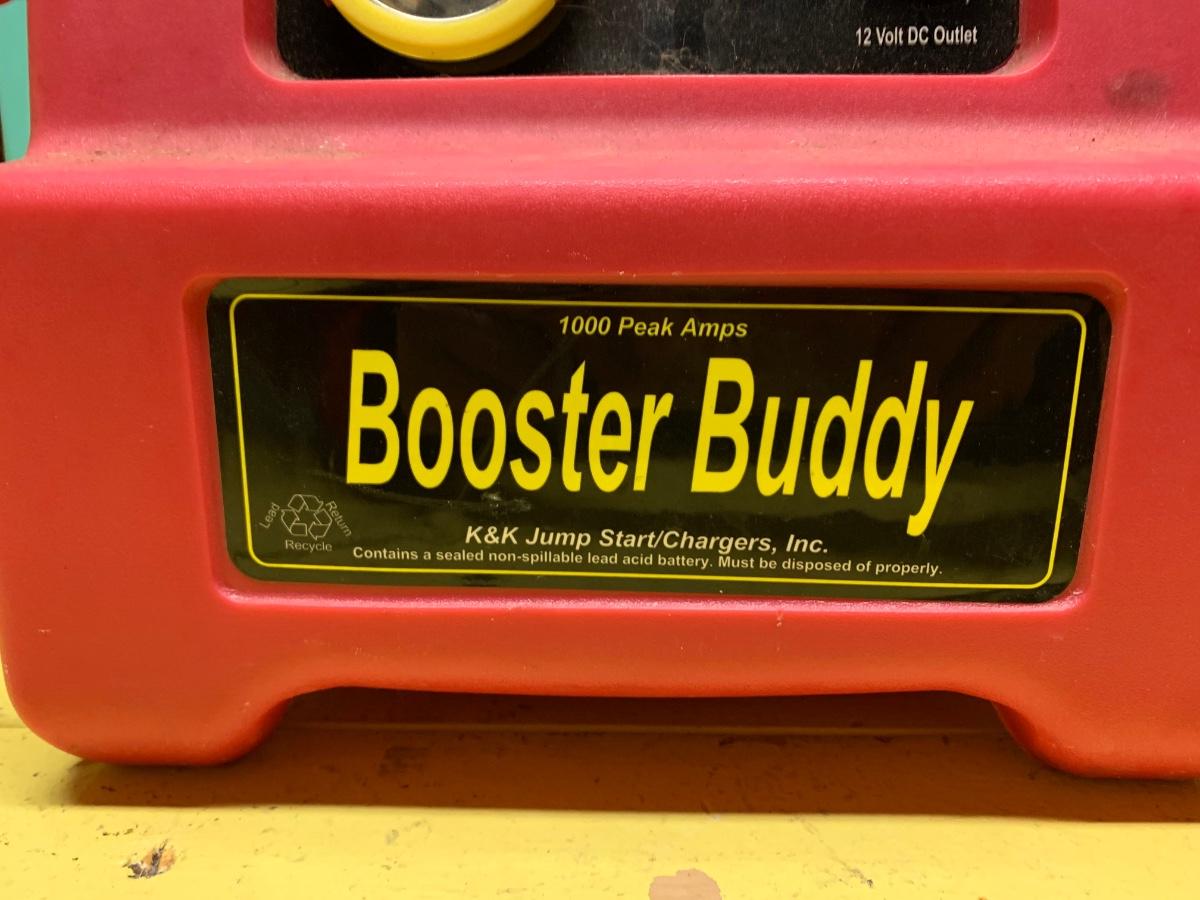 12 Volt DC Outlet
1000 Peak Amps
Booster Buddy
Lead Return
Recycle
K&K Jump Start/Chargers, Inc.
Contains a sealed non-spillable lead acid battery. Must be disposed of properly.